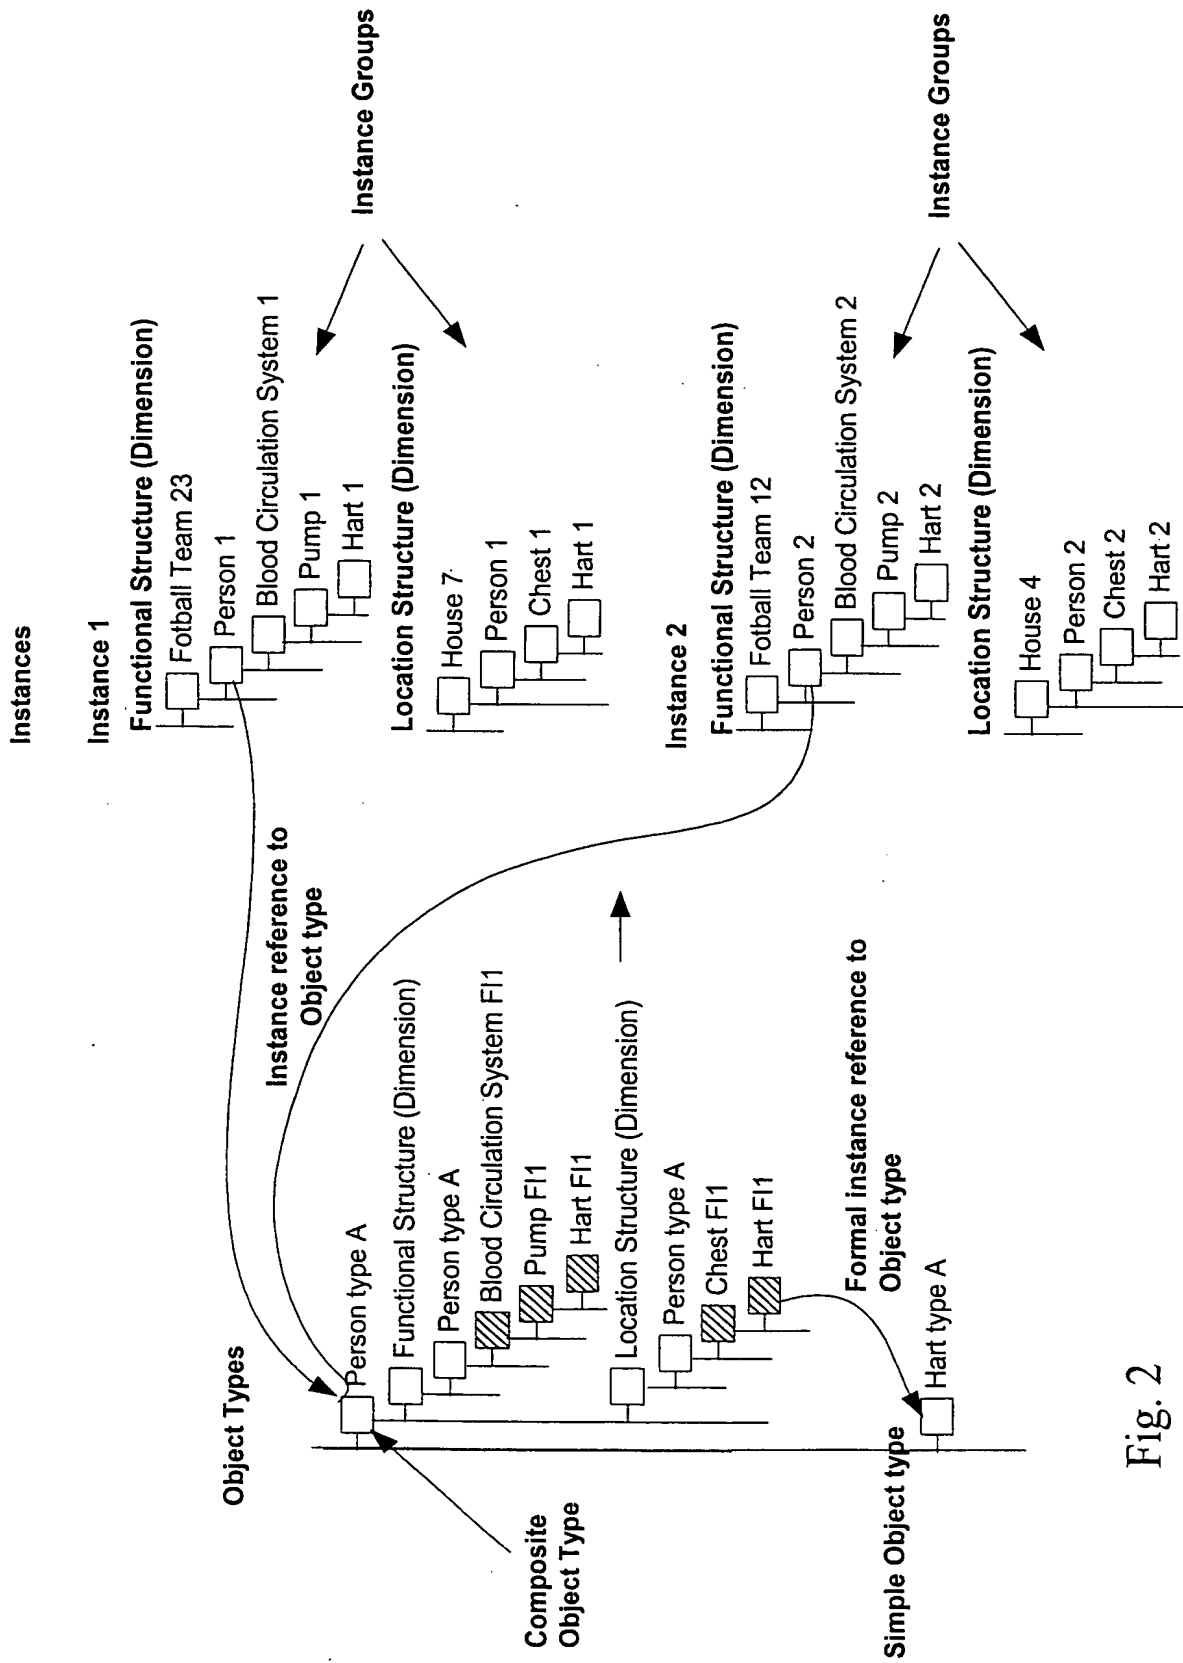 Object Types
Composite
Object Type
Person type A
Functional Structure (Dimension)
Person type A
Blood Circulation System FI1
Pump FI1
Hart FI1
Location Structure (Dimension)
Person type A
Chest FI1
Hart FI1
Simple Object type
Hart type A
Instance reference to
Object type
Formal instance reference to
Object type
Instances
Instance 1
Functional Structure (Dimension)
Fotball Team 23
Person 1
Blood Circulation System 1
Pump 1
Hart 1
Location Structure (Dimension)
House 7
Person 1
Chest 1
Hart 1
Instance Groups
Instance 2
Functional Structure (Dimension)
Fotball Team 12
Person 2
Blood Circulation System 2
Pump 2
Hart 2
Location Structure (Dimension)
House 4
Person 2
Chest 2
Hart 2
Instance Groups
Fig. 2